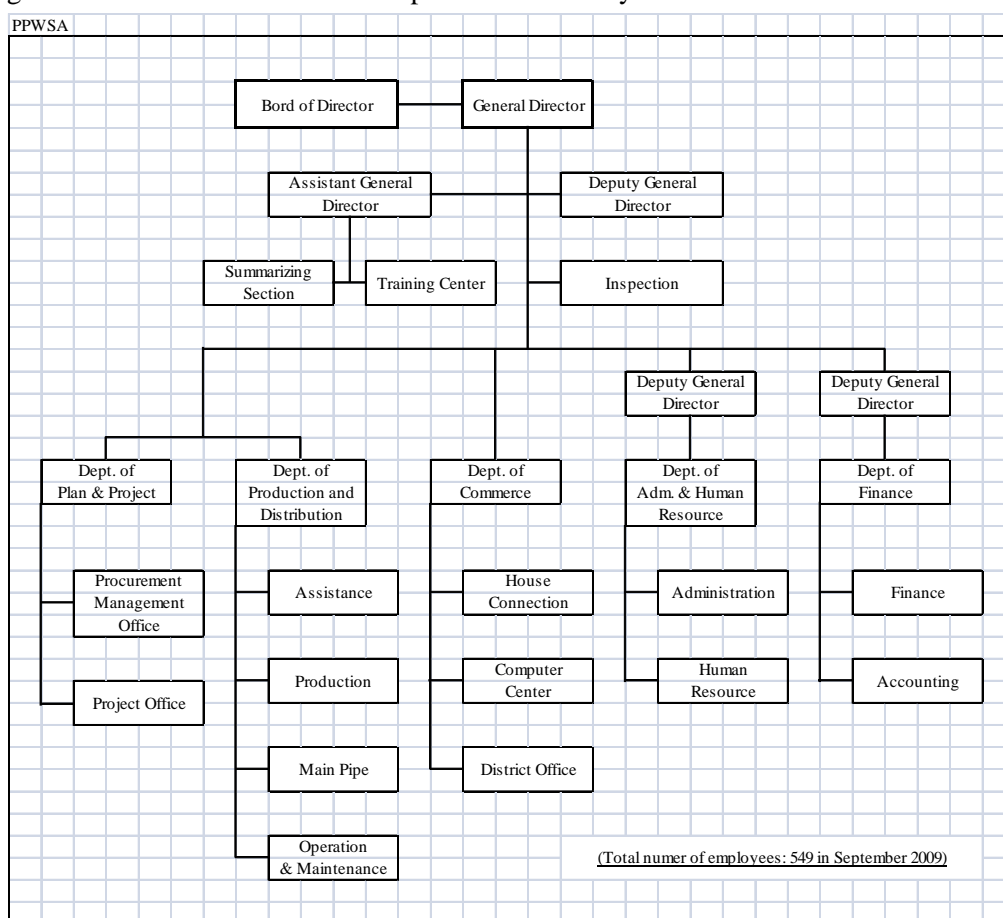 PPWSA
Bord of Director
General Director
Assistant General
Director
Deputy General
Director
Summarizing
Section
Training Center
Inspection
Deputy General
Director
Deputy General
Director
Dept. of
Plan & Project
Dept. of
Production and
Distribution
Dept. of
Commerce
Dept. of
Adm. & Human
Resource
Dept. of
Finance
Procurement
Management
Office
Assistance
House
Connection
Administration
Finance
Project Office
Production
Computer
Center
Human
Resource
Accounting
Main Pipe
District Office
Operation
& Maintenance
(Total numer of employees: 549 in September 2009)